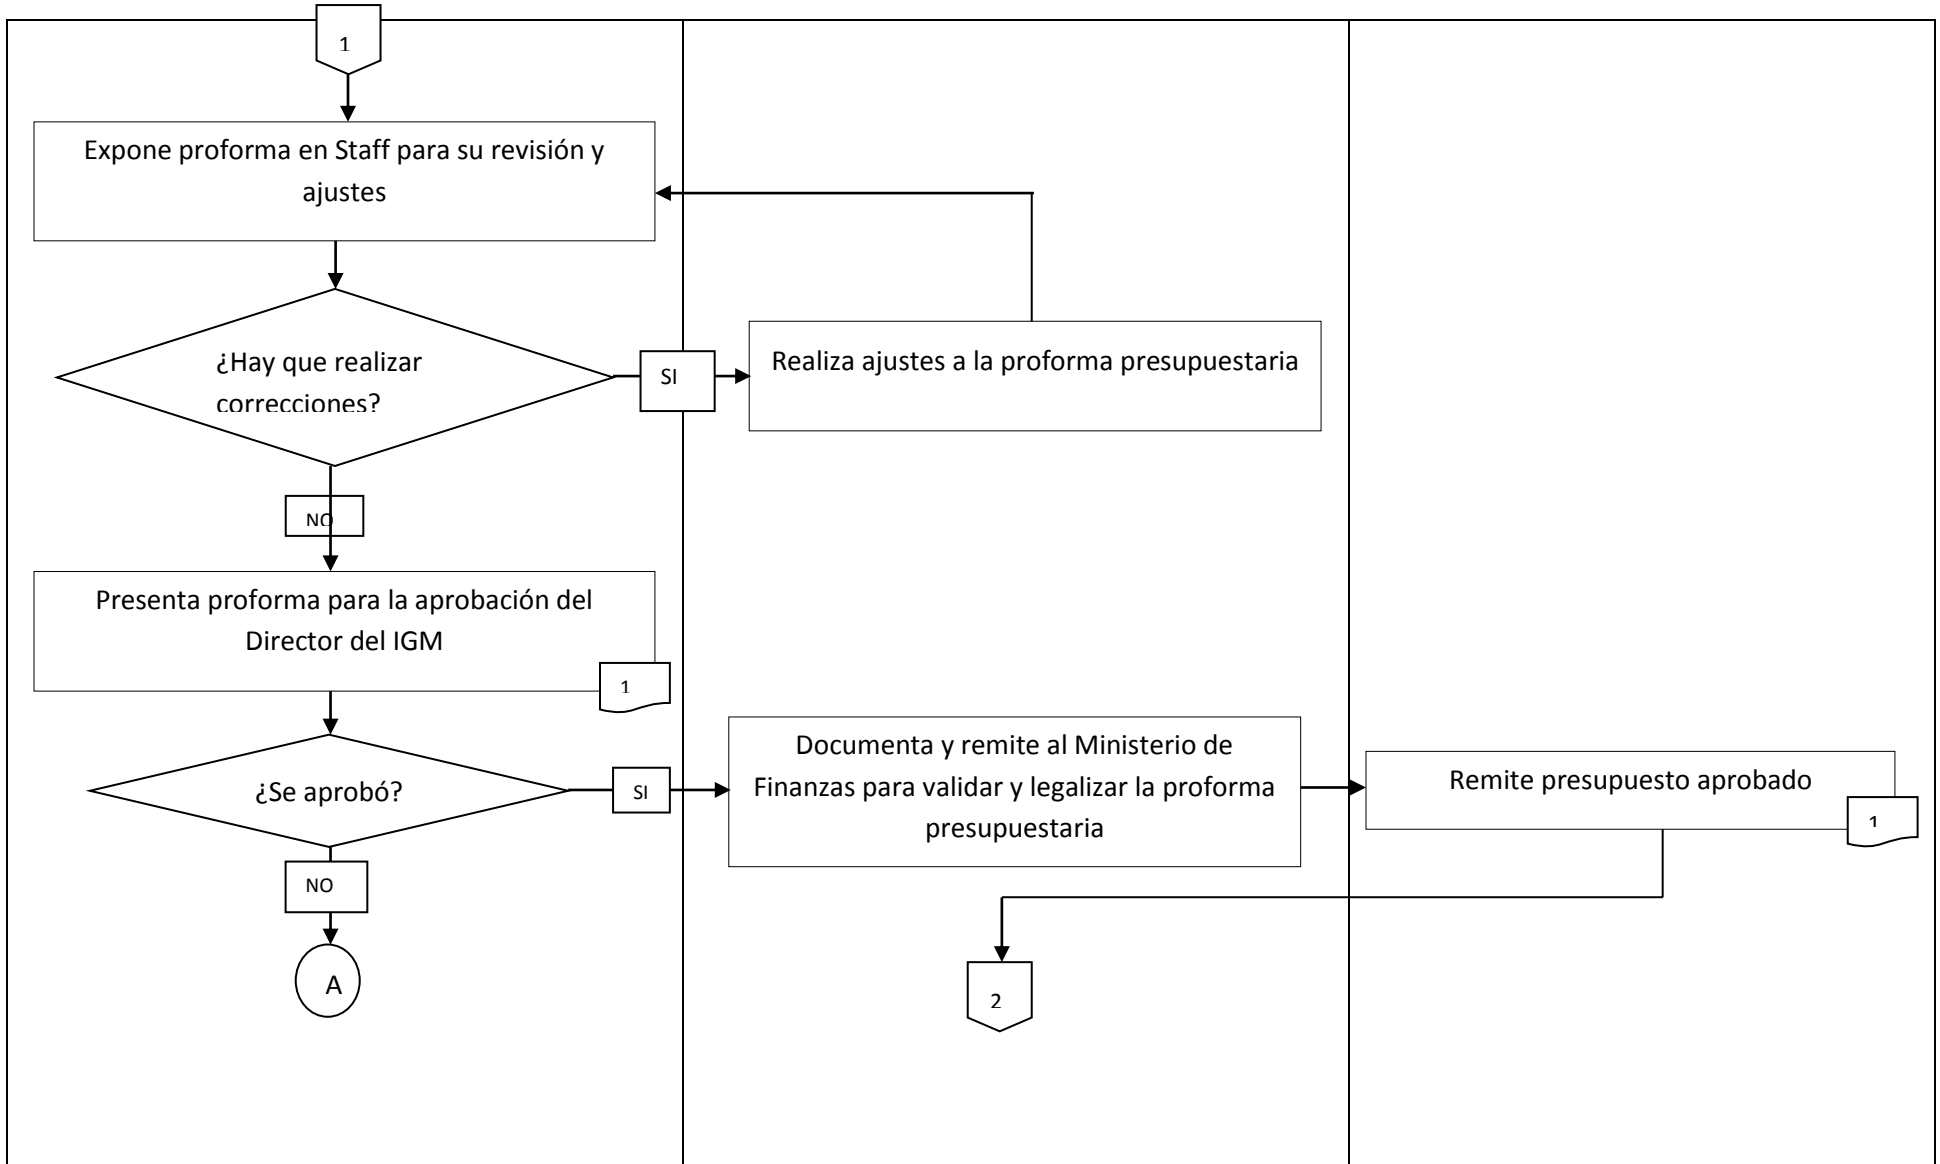 1
Expone proforma en Staff para su revisión y
ajustes
¿Hay que realizar
correcciones?
SI
Realiza ajustes a la proforma presupuestaria
NO
Presenta proforma para la aprobación del
Director del IGM
1
¿Se aprobó?
SI
Documenta y remite al Ministerio de
Finanzas para validar y legalizar la proforma
presupuestaria
Remite presupuesto aprobado
1
NO
A
2